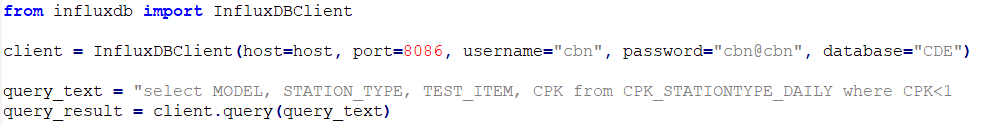 from influxdb import InfluxDBClient
client = InfluxDBClient(host=host, port=8086, username="cbn", password="cbn@cbn", database="CDE")
query_text = "select MODEL, STATION_TYPE, TEST_ITEM, CPK from CPK_STATIONTYPE_DAILY where CPK<1
query_result = client.query(query_text)